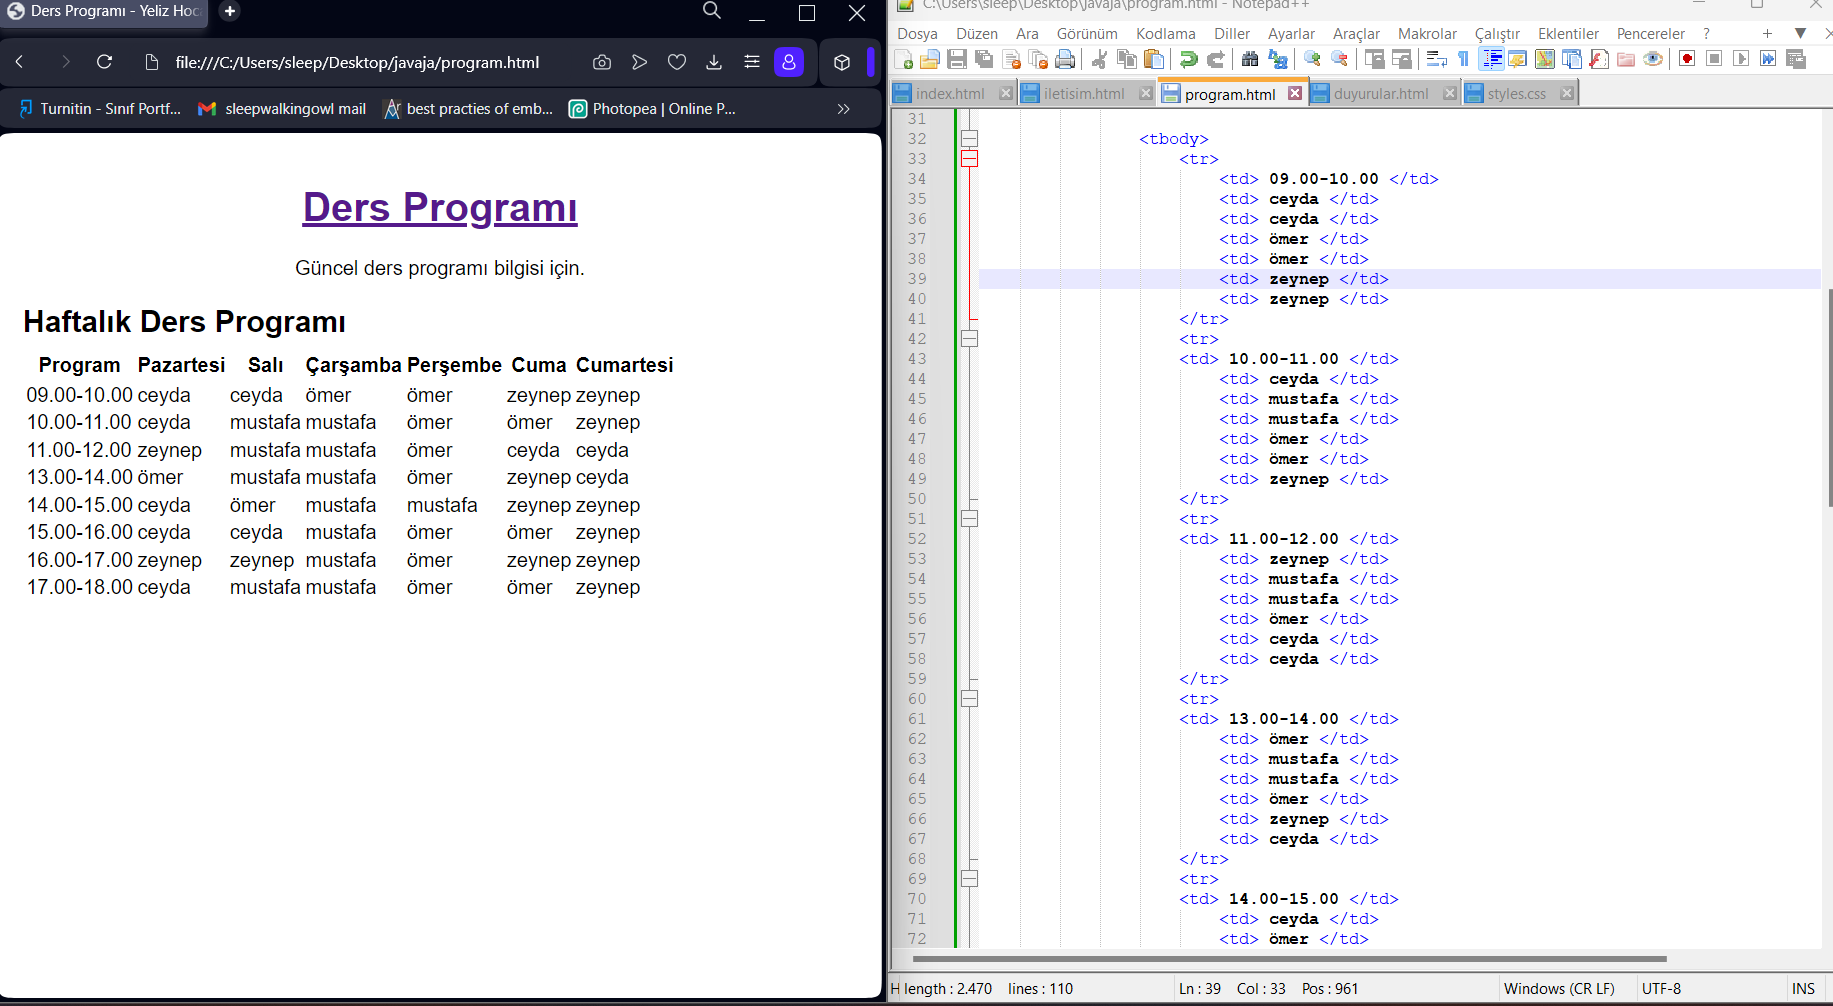 Ders Programı - Yeliz Hoca
file:///C:/Users/sleep/Desktop/javaja/program.html
Turnitin - Sınıf Portf...
sleepwalkingowl mail
best practies of emb...
Photopea | Online P...
Ders Programı
Güncel ders programı bilgisi için.
Haftalık Ders Programı
Program Pazartesi Salı Çarşamba Perşembe Cuma Cumartesi
09.00-10.00 ceyda ceyda ömer ömer zeynep zeynep
10.00-11.00 ceyda mustafa mustafa ömer ömer zeynep
11.00-12.00 zeynep mustafa mustafa ömer ceyda ceyda
13.00-14.00 ömer mustafa mustafa ömer zeynep ceyda
14.00-15.00 ceyda ömer mustafa mustafa zeynep zeynep
15.00-16.00 ceyda ceyda mustafa ömer ömer zeynep
16.00-17.00 zeynep zeynep mustafa ömer zeynep zeynep
17.00-18.00 ceyda mustafa mustafa ömer ömer zeynep
C:\Users\sleep\Desktop\javaja\program.html - Notepad++
Dosya Düzen Ara Görünüm Kodlama Diller Ayarlar Araçlar Makrolar Çalıştır Eklentiler Pencereler ?
index.html iletisim.html program.html duyurular.html styles.css
31
32 <tbody>
33 <tr>
34 <td> 09.00-10.00 </td>
35 <td> ceyda </td>
36 <td> ceyda </td>
37 <td> ömer </td>
38 <td> ömer </td>
39 <td> zeynep </td>
40 <td> zeynep </td>
41 </tr>
42 <tr>
43 <td> 10.00-11.00 </td>
44 <td> ceyda </td>
45 <td> mustafa </td>
46 <td> mustafa </td>
47 <td> ömer </td>
48 <td> ömer </td>
49 <td> zeynep </td>
50 </tr>
51 <tr>
52 <td> 11.00-12.00 </td>
53 <td> zeynep </td>
54 <td> mustafa </td>
55 <td> mustafa </td>
56 <td> ömer </td>
57 <td> ceyda </td>
58 <td> ceyda </td>
59 </tr>
60 <tr>
61 <td> 13.00-14.00 </td>
62 <td> ömer </td>
63 <td> mustafa </td>
64 <td> mustafa </td>
65 <td> ömer </td>
66 <td> zeynep </td>
67 <td> ceyda </td>
68 </tr>
69 <tr>
70 <td> 14.00-15.00 </td>
71 <td> ceyda </td>
72 <td> ömer </td>
H length : 2.470 lines : 110 Ln : 39 Col : 33 Pos : 961 Windows (CR LF) UTF-8 INS